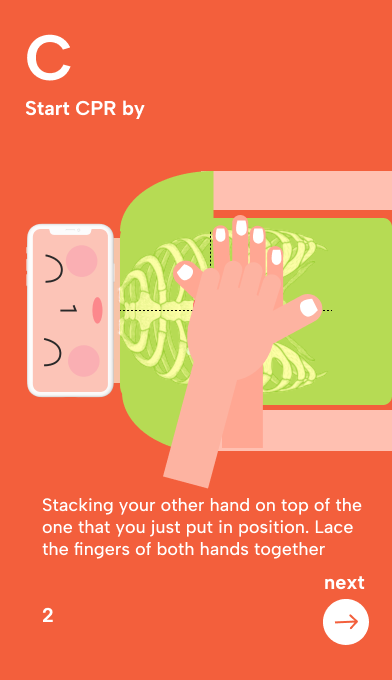 C
Start CPR by
Stacking your other hand on top of the
one that you just put in position. Lace
the fingers of both hands together
next
2